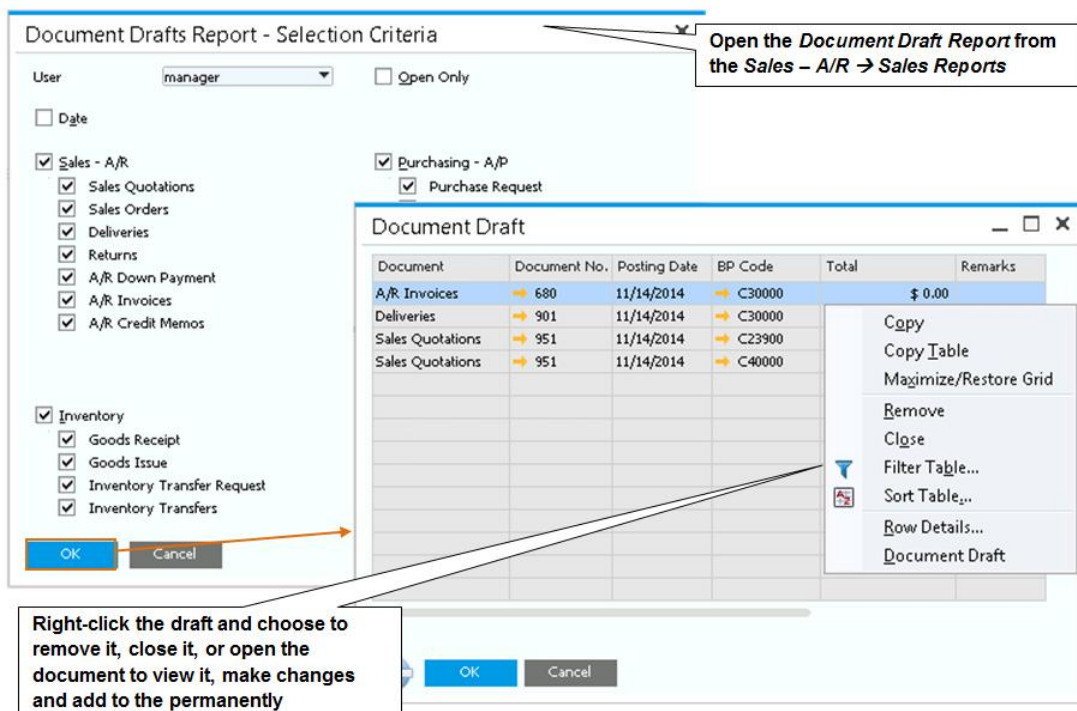 Document Drafts Report - Selection Criteria
Open the Document Draft Report from
the Sales – A/R → Sales Reports
User manager Open Only
Date
Sales - A/R
Sales Quotations
Sales Orders
Deliveries
Returns
A/R Down Payment
A/R Invoices
A/R Credit Memos
Purchasing - A/P
Purchase Request
Inventory
Goods Receipt
Goods Issue
Inventory Transfer Request
Inventory Transfers
OK Cancel
Document Draft
Document Document No. Posting Date BP Code Total Remarks
A/R Invoices 680 11/14/2014 C30000 $ 0.00
Deliveries 901 11/14/2014 C30000
Sales Quotations 951 11/14/2014 C23900
Sales Quotations 951 11/14/2014 C40000
Copy
Copy Table
Maximize/Restore Grid
Remove
Close
Filter Table...
Sort Table...
Row Details...
Document Draft
Right-click the draft and choose to
remove it, close it, or open the
document to view it, make changes
and add to the permanently
OK Cancel